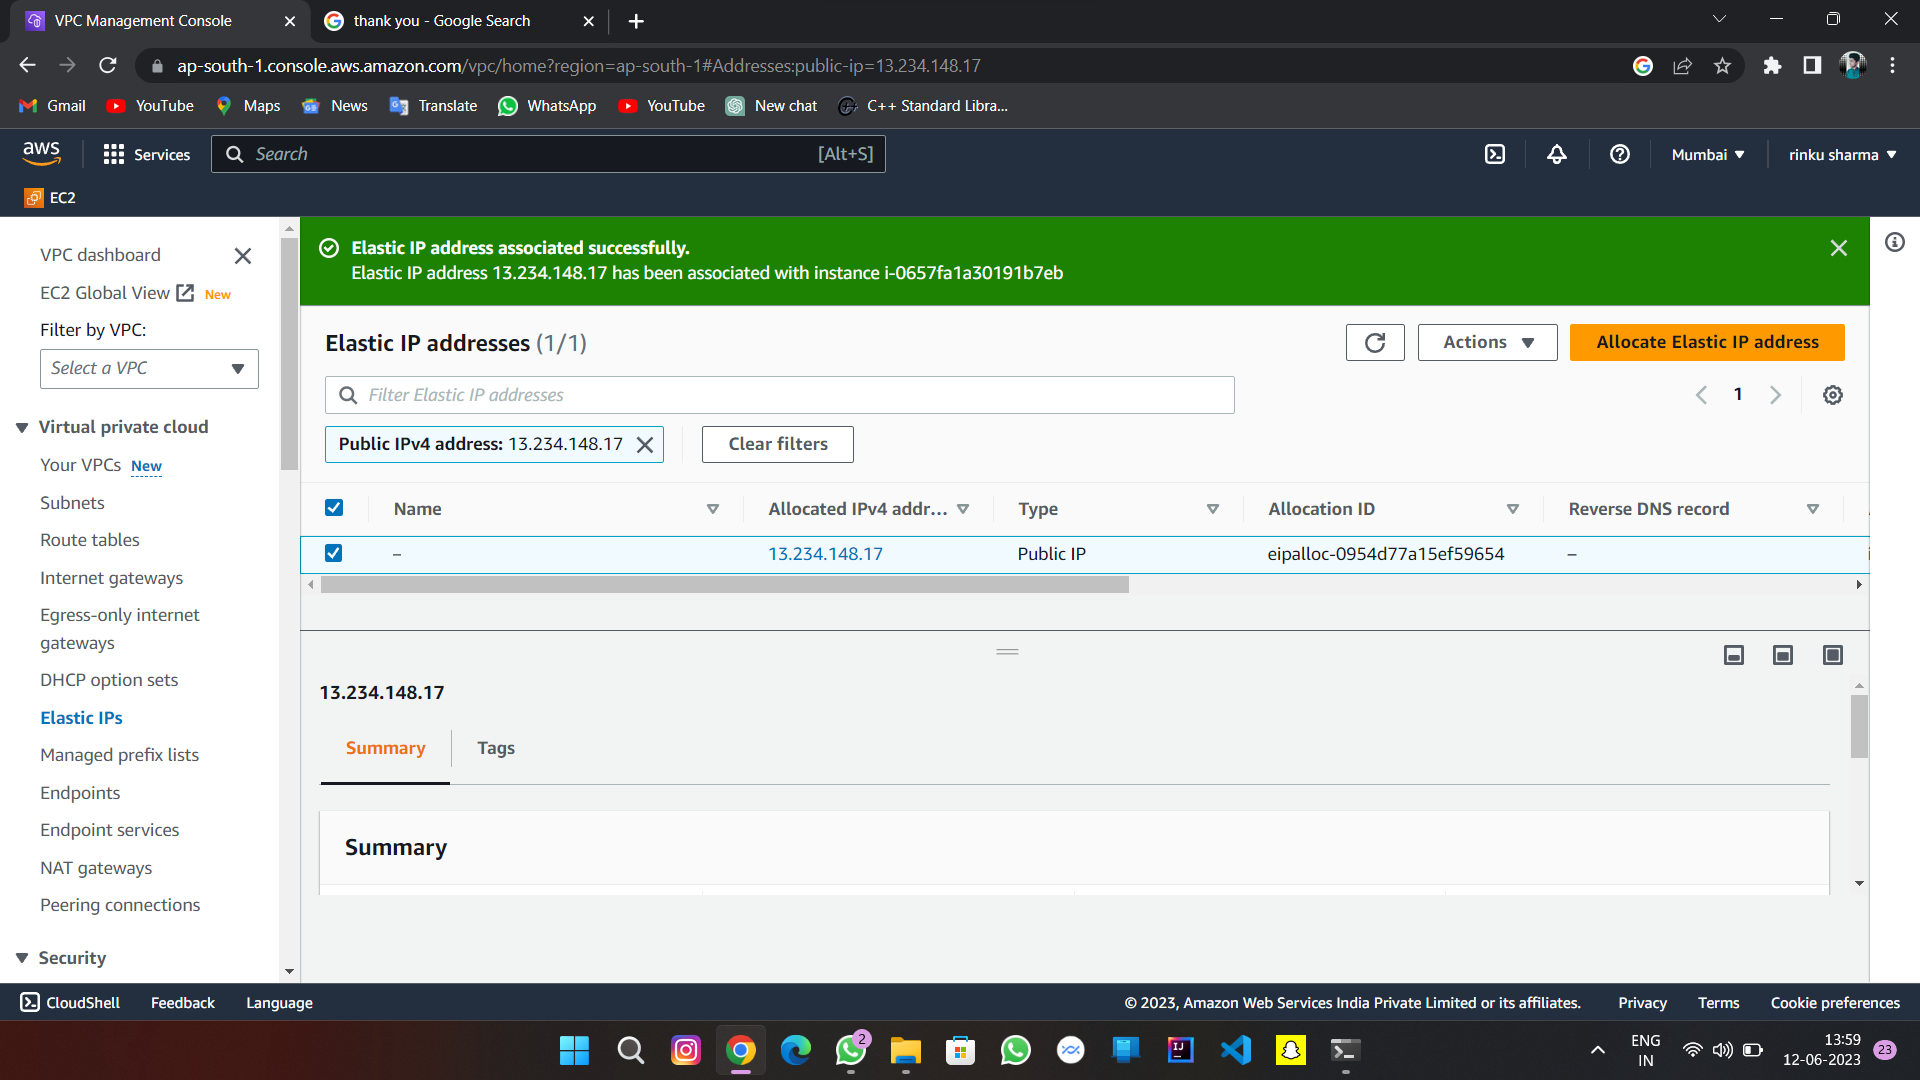 VPC Management Console
thank you - Google Search
ap-south-1.console.aws.amazon.com/vpc/home?region=ap-south-1#Addresses:public-ip=13.234.148.17
Gmail YouTube Maps News Translate WhatsApp YouTube New chat C++ Standard Libra...
aws Services Search [Alt+S] Mumbai rinku sharma
EC2
VPC dashboard
EC2 Global View New
Filter by VPC:
Select a VPC
Virtual private cloud
Your VPCs New
Subnets
Route tables
Internet gateways
Egress-only internet
gateways
DHCP option sets
Elastic IPs
Managed prefix lists
Endpoints
Endpoint services
NAT gateways
Peering connections
Security
Elastic IP address associated successfully.
Elastic IP address 13.234.148.17 has been associated with instance i-0657fa1a30191b7eb
Elastic IP addresses (1/1)
Actions
Allocate Elastic IP address
Filter Elastic IP addresses
1
Public IPv4 address: 13.234.148.17
Clear filters
Name Allocated IPv4 addr... Type Allocation ID Reverse DNS record
– 13.234.148.17 Public IP eipalloc-0954d77a15ef59654 –
13.234.148.17
Summary Tags
Summary
CloudShell Feedback Language
© 2023, Amazon Web Services India Private Limited or its affiliates. Privacy Terms Cookie preferences
2
IJ
ENG
IN
13:59
12-06-2023
23